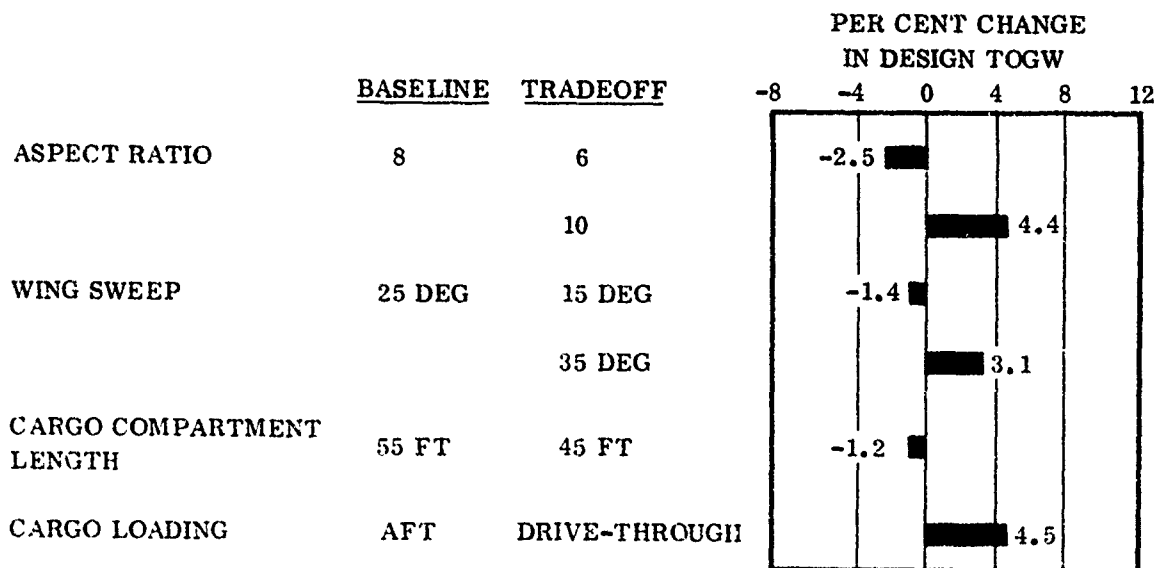 PER CENT CHANGE
IN DESIGN TOGW
BASELINE TRADEOFF -8 -4 0 4 8 12
ASPECT RATIO 8 6 -2.5
10 4.4
WING SWEEP 25 DEG 15 DEG -1.4
35 DEG 3.1
CARGO COMPARTMENT
LENGTH 55 FT 45 FT -1.2
CARGO LOADING AFT DRIVE-THROUGH 4.5